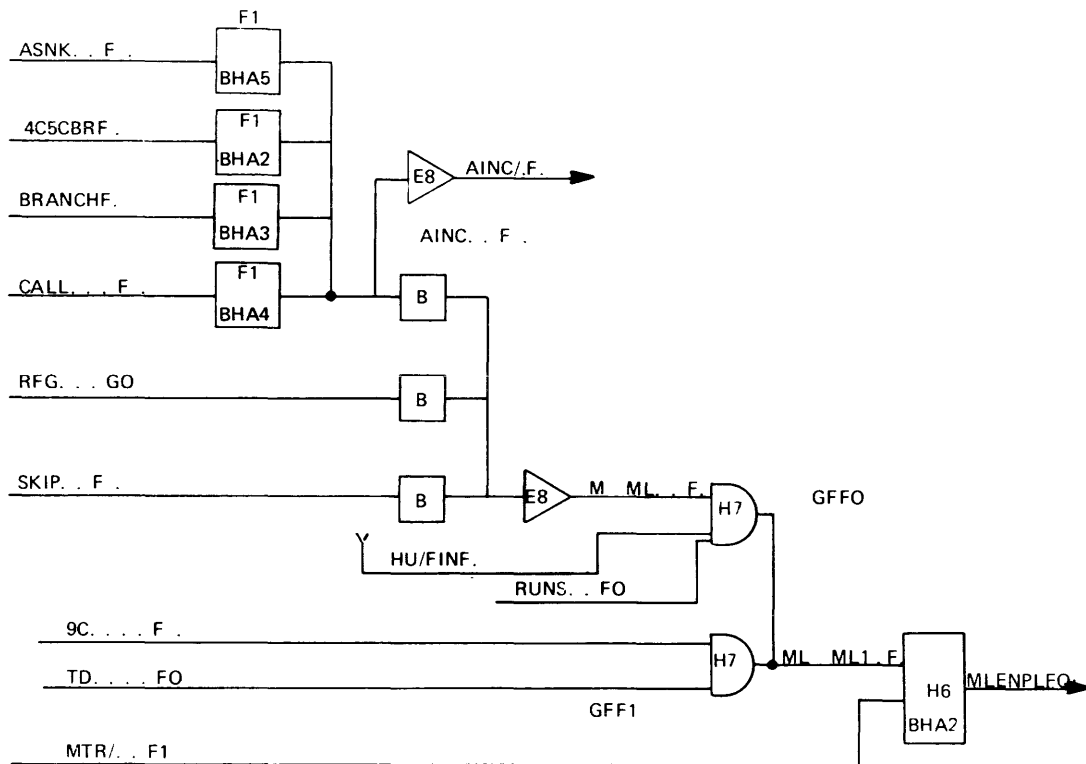 F1
ASNK. . F .
BHA5
4C5CBRF.
F1
BHA2
E8
AINC/.F.
BRANCHF.
F1
BHA3
AINC. . F .
CALL. . . F .
F1
BHA4
B
RFG. . . GO
B
SKIP. . F .
B
E8
M ML. . F.
H7
GFFO
HU/FINF.
RUNS. . FO
9C. . . . F .
H7
ML ML1.F.
TD. . . . FO
GFF1
H6
BHA2
MLENPLFO.
MTR/. . F1